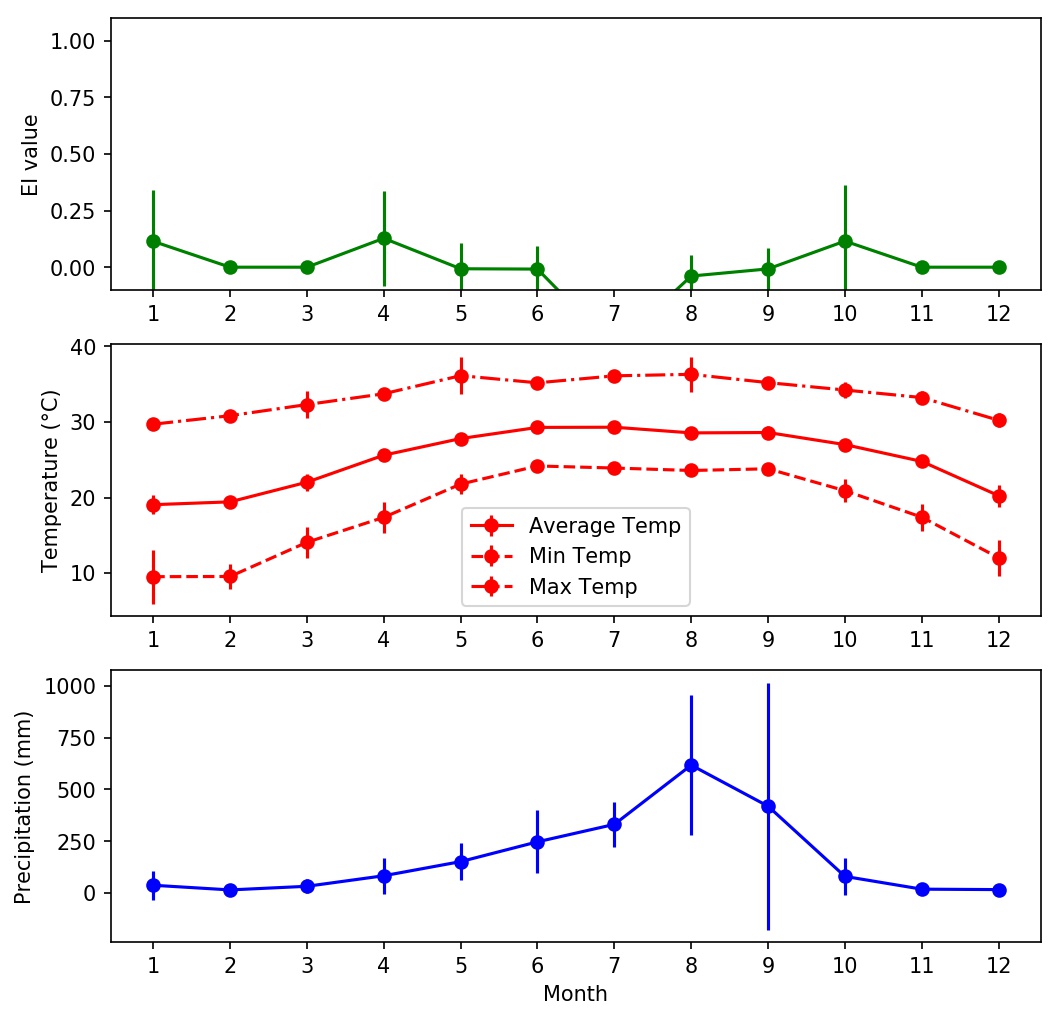 EI value
1.00
0.75
0.50
0.25
0.00
1 2 3 4 5 6 7 8 9 10 11 12
Temperature (°C)
40
30
20
10
Average Temp
Min Temp
Max Temp
1 2 3 4 5 6 7 8 9 10 11 12
Precipitation (mm)
1000
750
500
250
0
1 2 3 4 5 6 7 8 9 10 11 12
Month